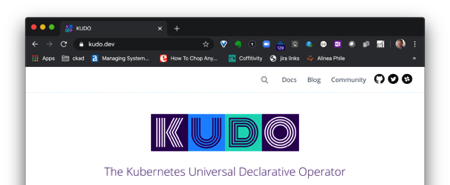 KUDO
kudo.dev
129
Apps ckad Managing System... How To Chop Any... Coffitivity jira links Alinea Phile
Docs Blog Community
KUDO
The Kubernetes Universal Declarative Operator